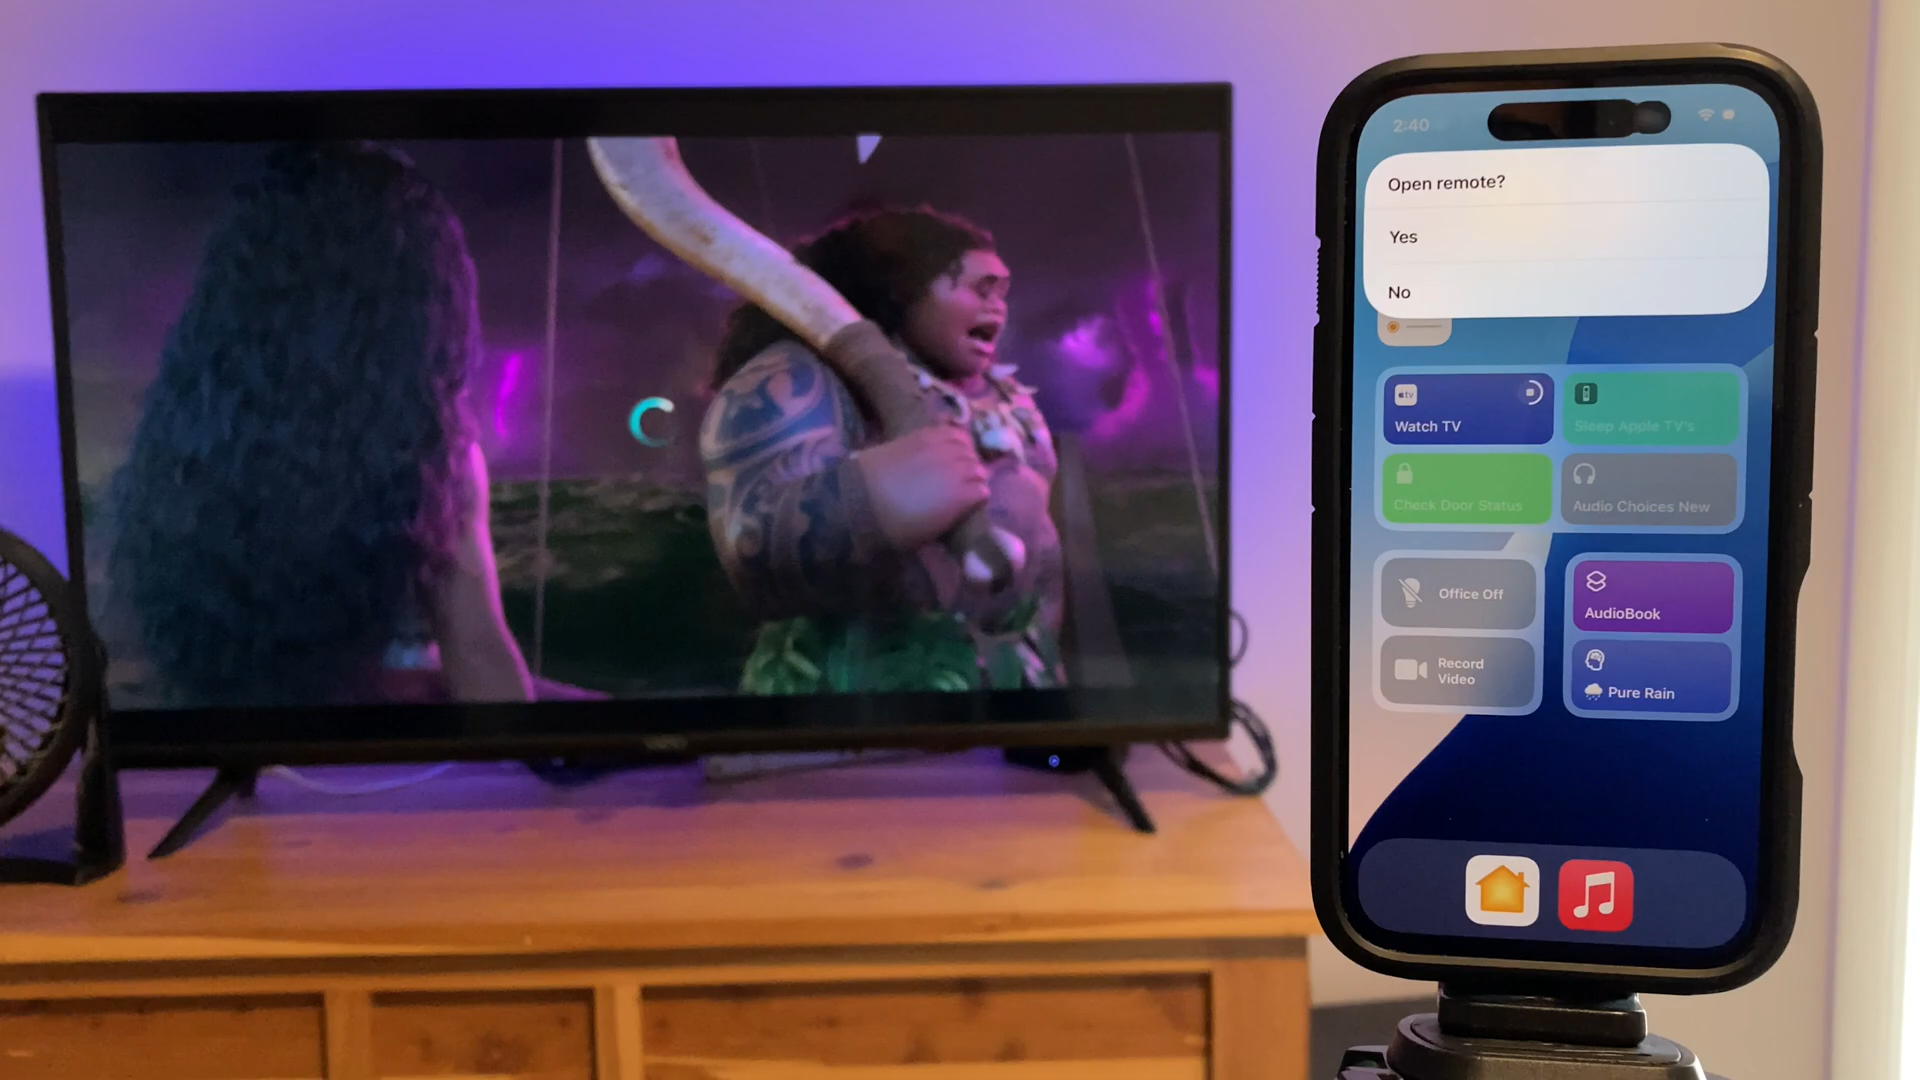 2:40
Open remote?
Yes
No
tv
Watch TV
Sleep Apple TV's
Check Door Status
Audio Choices New
Office Off
Record
Video
AudioBook
Pure Rain